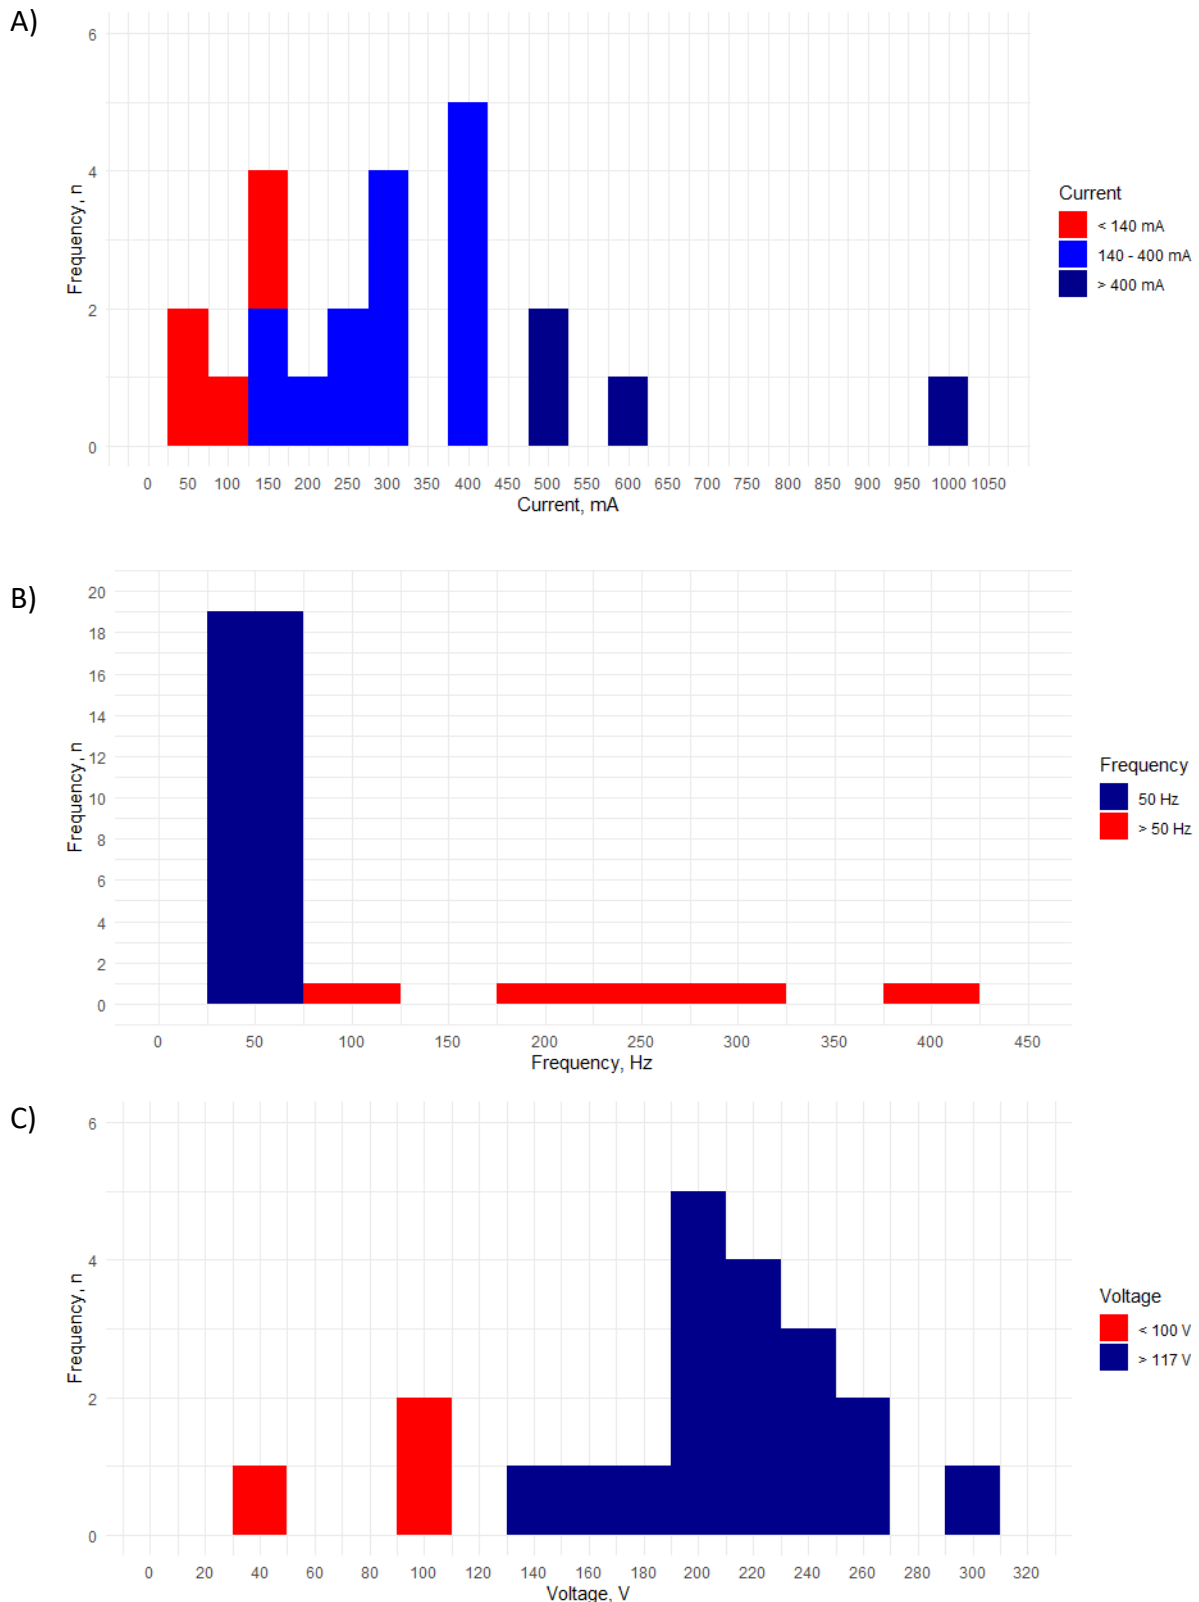 A)
6
4
2
0
Frequency, n
0 50 100 150 200 250 300 350 400 450 500 550 600 650 700 750 800 850 900 950 1000 1050
Current, mA
Current
< 140 mA
140 - 400 mA
> 400 mA
B)
20
18
16
14
12
10
8
6
4
2
0
Frequency, n
0 50 100 150 200 250 300 350 400 450
Frequency, Hz
Frequency
50 Hz
> 50 Hz
C)
6
4
2
0
Frequency, n
0 20 40 60 80 100 120 140 160 180 200 220 240 260 280 300 320
Voltage, V
Voltage
< 100 V
> 117 V